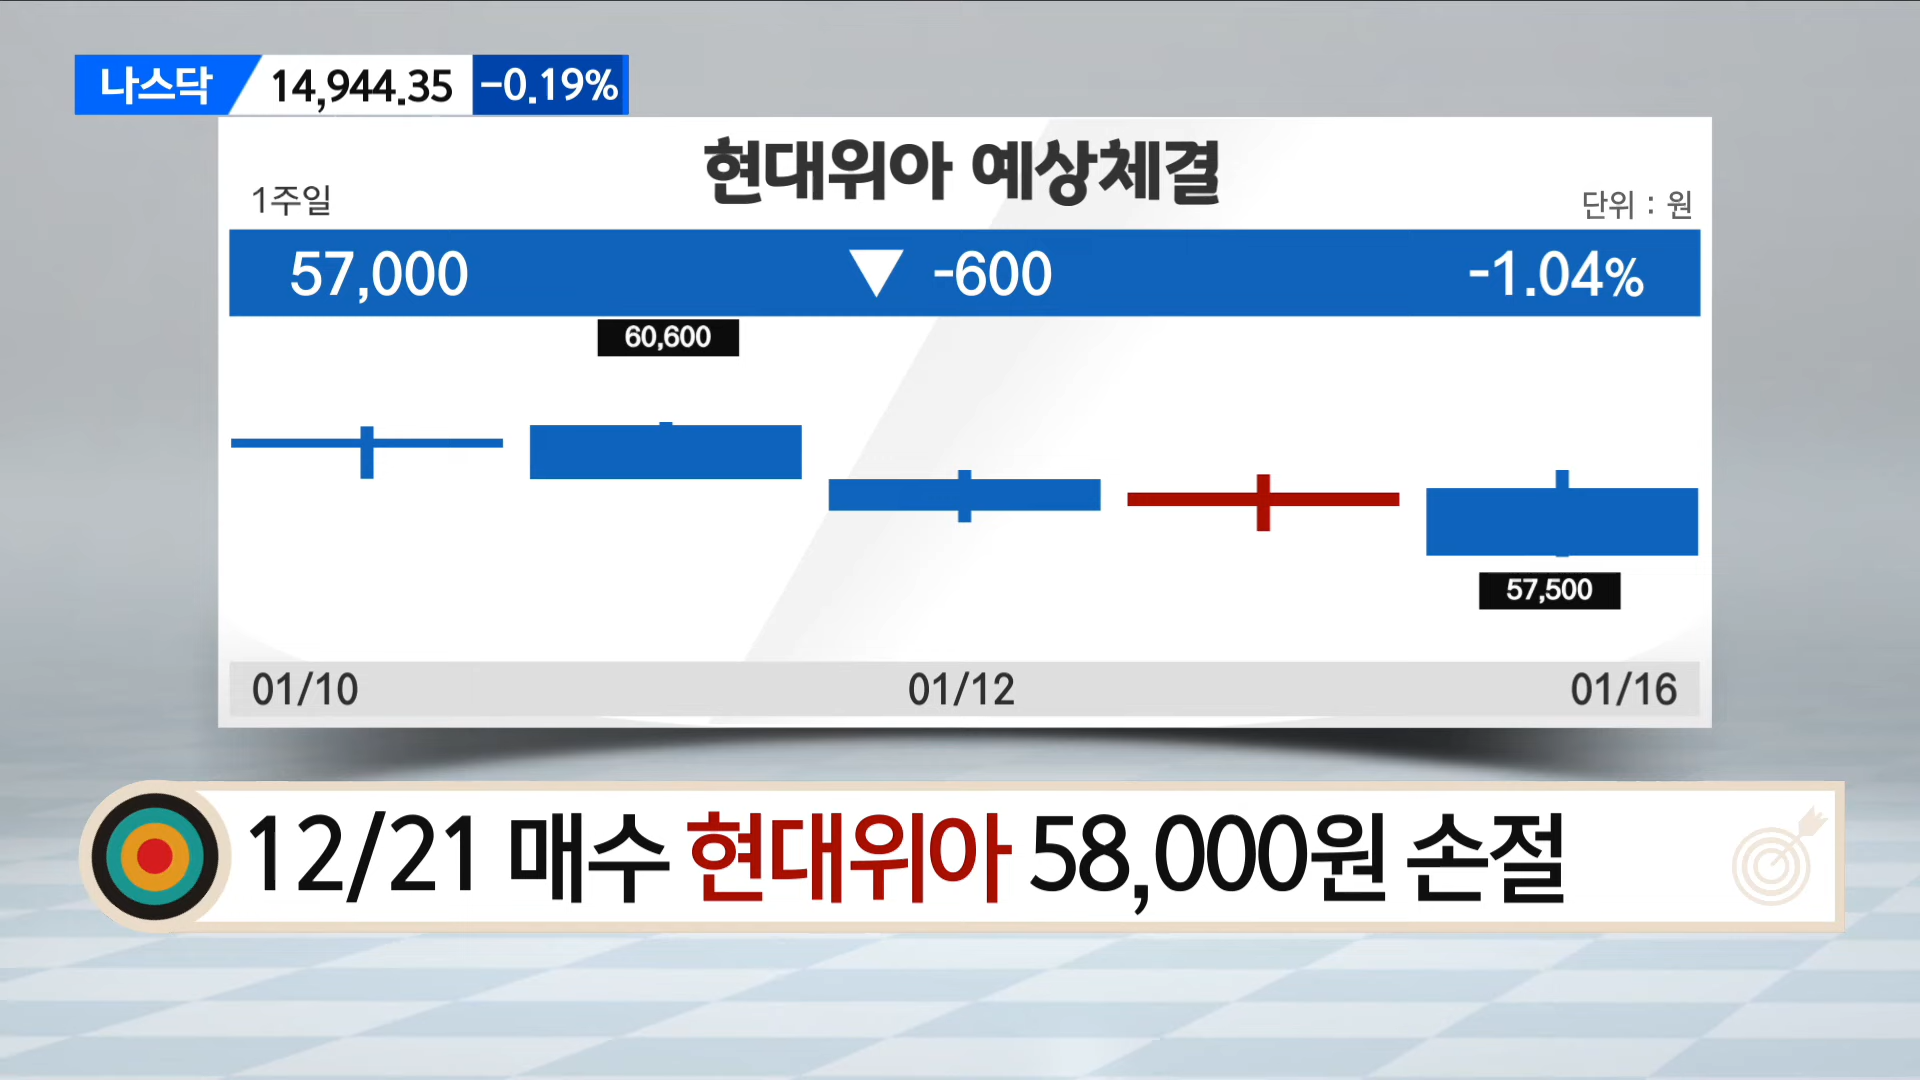 나스닥 14,944.35 -0.19%
현대위아 예상체결
1주일
단위 : 원
57,000 ▼ -600 -1.04%
60,600
57,500
01/10 01/12 01/16
12/21 매수 현대위아 58,000원 손절